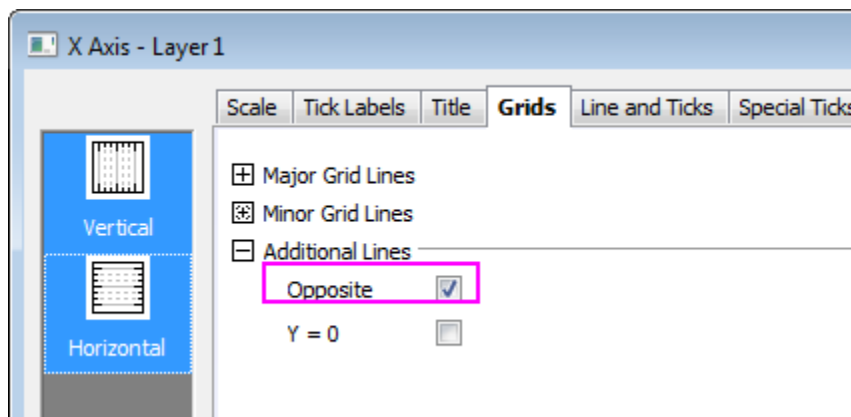 X Axis - Layer 1
Scale Tick Labels Title Grids Line and Ticks Special Ticks
Vertical
Horizontal
Major Grid Lines
Minor Grid Lines
Additional Lines
Opposite
Y = 0